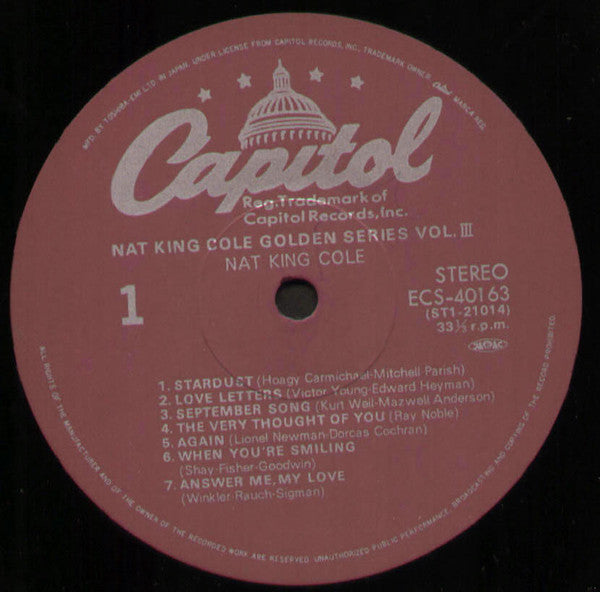 MFD. BY TOSHIBA EMI LTD. IN JAPAN. UNDER LICENSE FROM CAPITOL RECORDS, INC., TRADEMARK OWNER. Capitol MARCA REG.
Capitol
Reg. Trademark of
Capitol Records, Inc.
NAT KING COLE GOLDEN SERIES VOL. III
NAT KING COLE
1
STEREO
ECS-40163
(ST1-21014)
33⅓ r.p.m.
1. STARDUST (Hoagy Carmichael-Mitchell Parish)
2. LOVE LETTERS (Victor Young-Edward Heyman)
3. SEPTEMBER SONG (Kurt Weil-Mazwell Anderson)
4. THE VERY THOUGHT OF YOU (Ray Noble)
5. AGAIN (Lionel Newman-Dorcas Cochran)
6. WHEN YOU'RE SMILING
(Shay-Fisher-Goodwin)
7. ANSWER ME, MY LOVE
(Winkler-Rauch-Sigman)
ALL RIGHTS OF THE MANUFACTURER AND OF THE OWNER OF THE RECORDED WORK ARE RESERVED. UNAUTHORIZED PUBLIC PERFORMANCE, BROADCASTING AND COPYING OF THE RECORD PROHIBITED.